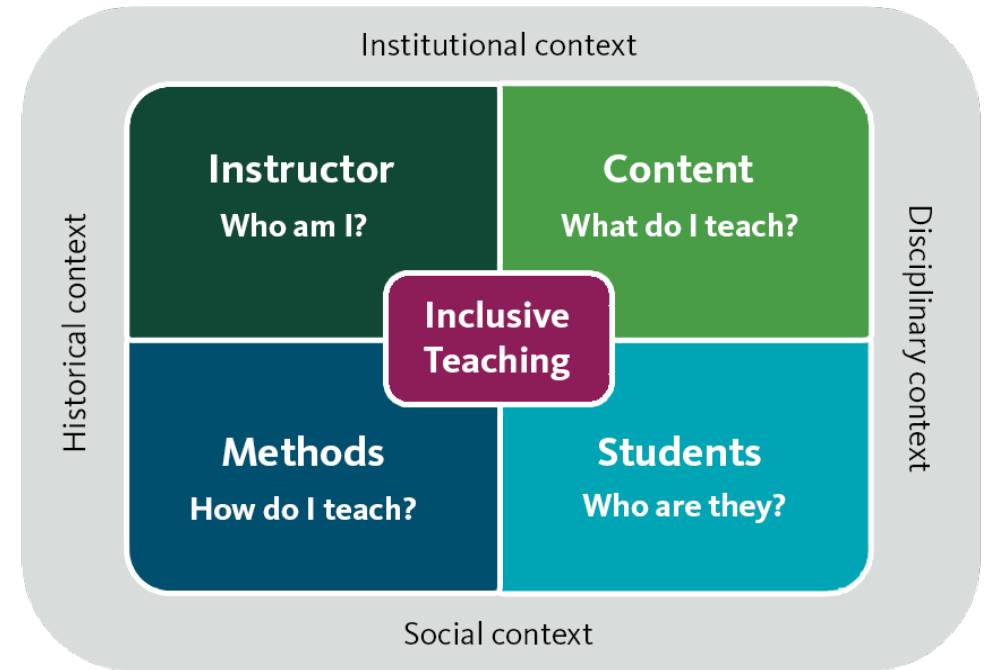 Institutional context
Historical context
Instructor
Who am I?
Content
What do I teach?
Inclusive
Teaching
Methods
How do I teach?
Students
Who are they?
Disciplinary context
Social context